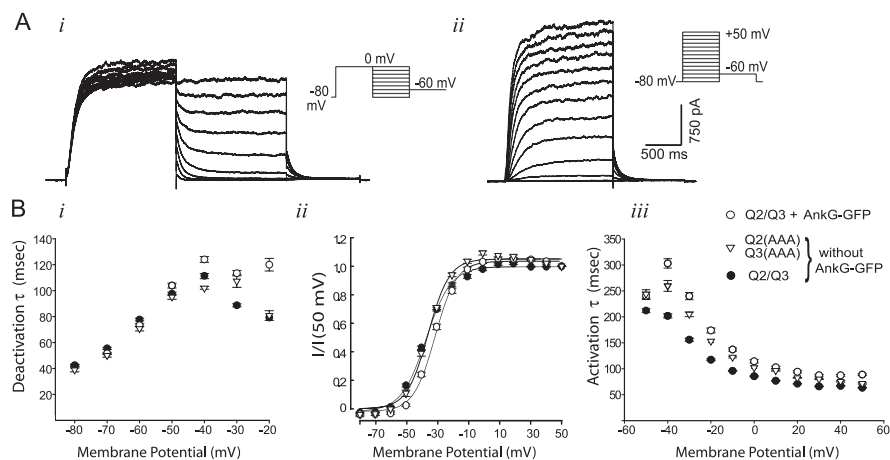 A
i
0 mV
-80 mV
-60 mV
ii
+50 mV
-80 mV
-60 mV
750 pA
500 ms
B
i
Deactivation τ (msec)
140
120
100
80
60
40
20
-80
-70
-60
-50
-40
-30
-20
Membrane Potential (mV)
ii
I/I(50 mV)
1.2
1.0
0.8
0.6
0.4
0.2
0
-70
-50
-30
-10
10
30
50
Membrane Potential (mV)
iii
Activation τ (msec)
400
350
300
250
200
150
100
50
-60
-40
-20
0
20
40
60
Membrane Potential (mV)
Q2/Q3 + AnkG-GFP
Q2(AAA)
Q3(AAA)
Q2/Q3
without
AnkG-GFP